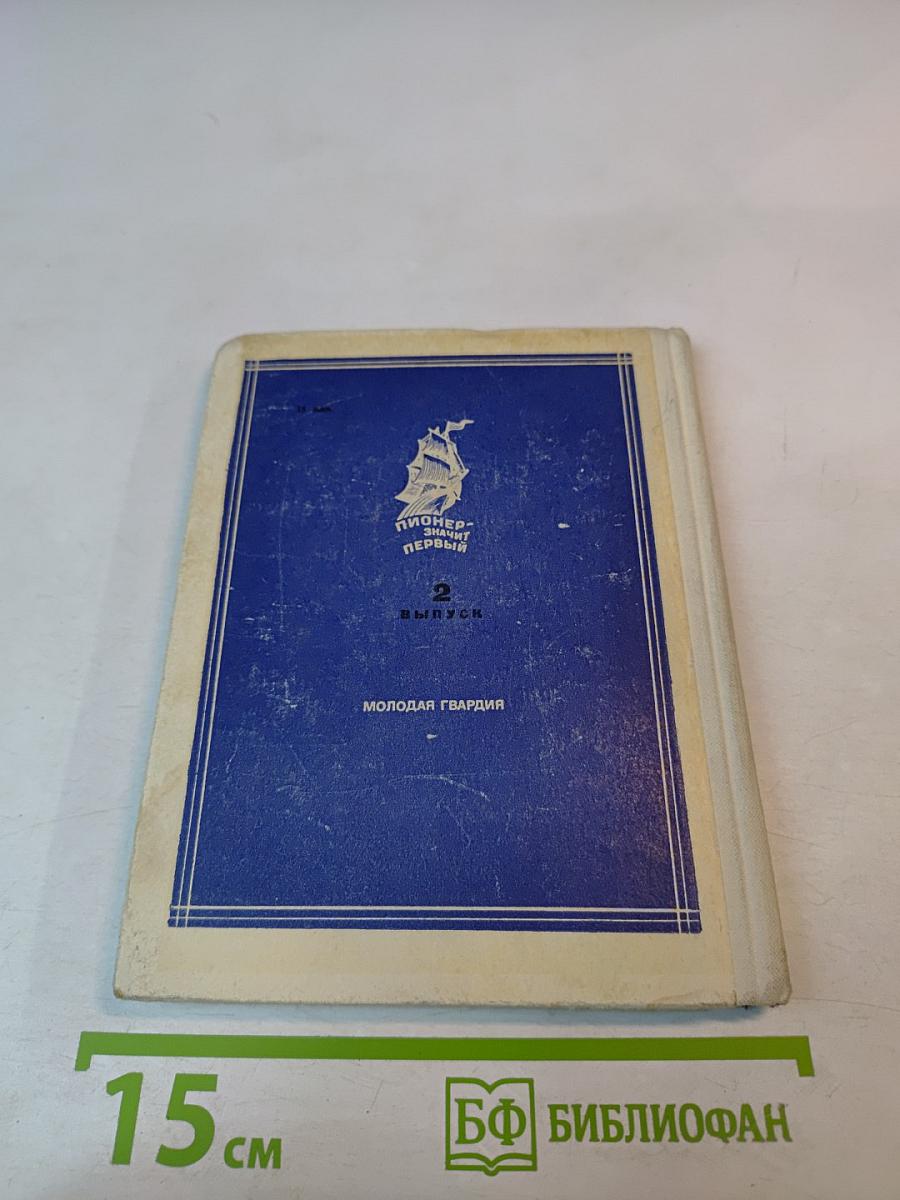 ПИОНЕР-
ЗНАЧИТ
ПЕРВЫЙ
2
ВЫПУСК
МОЛОДАЯ ГВАРДИЯ
15 см
БФ БИБЛИОФАН